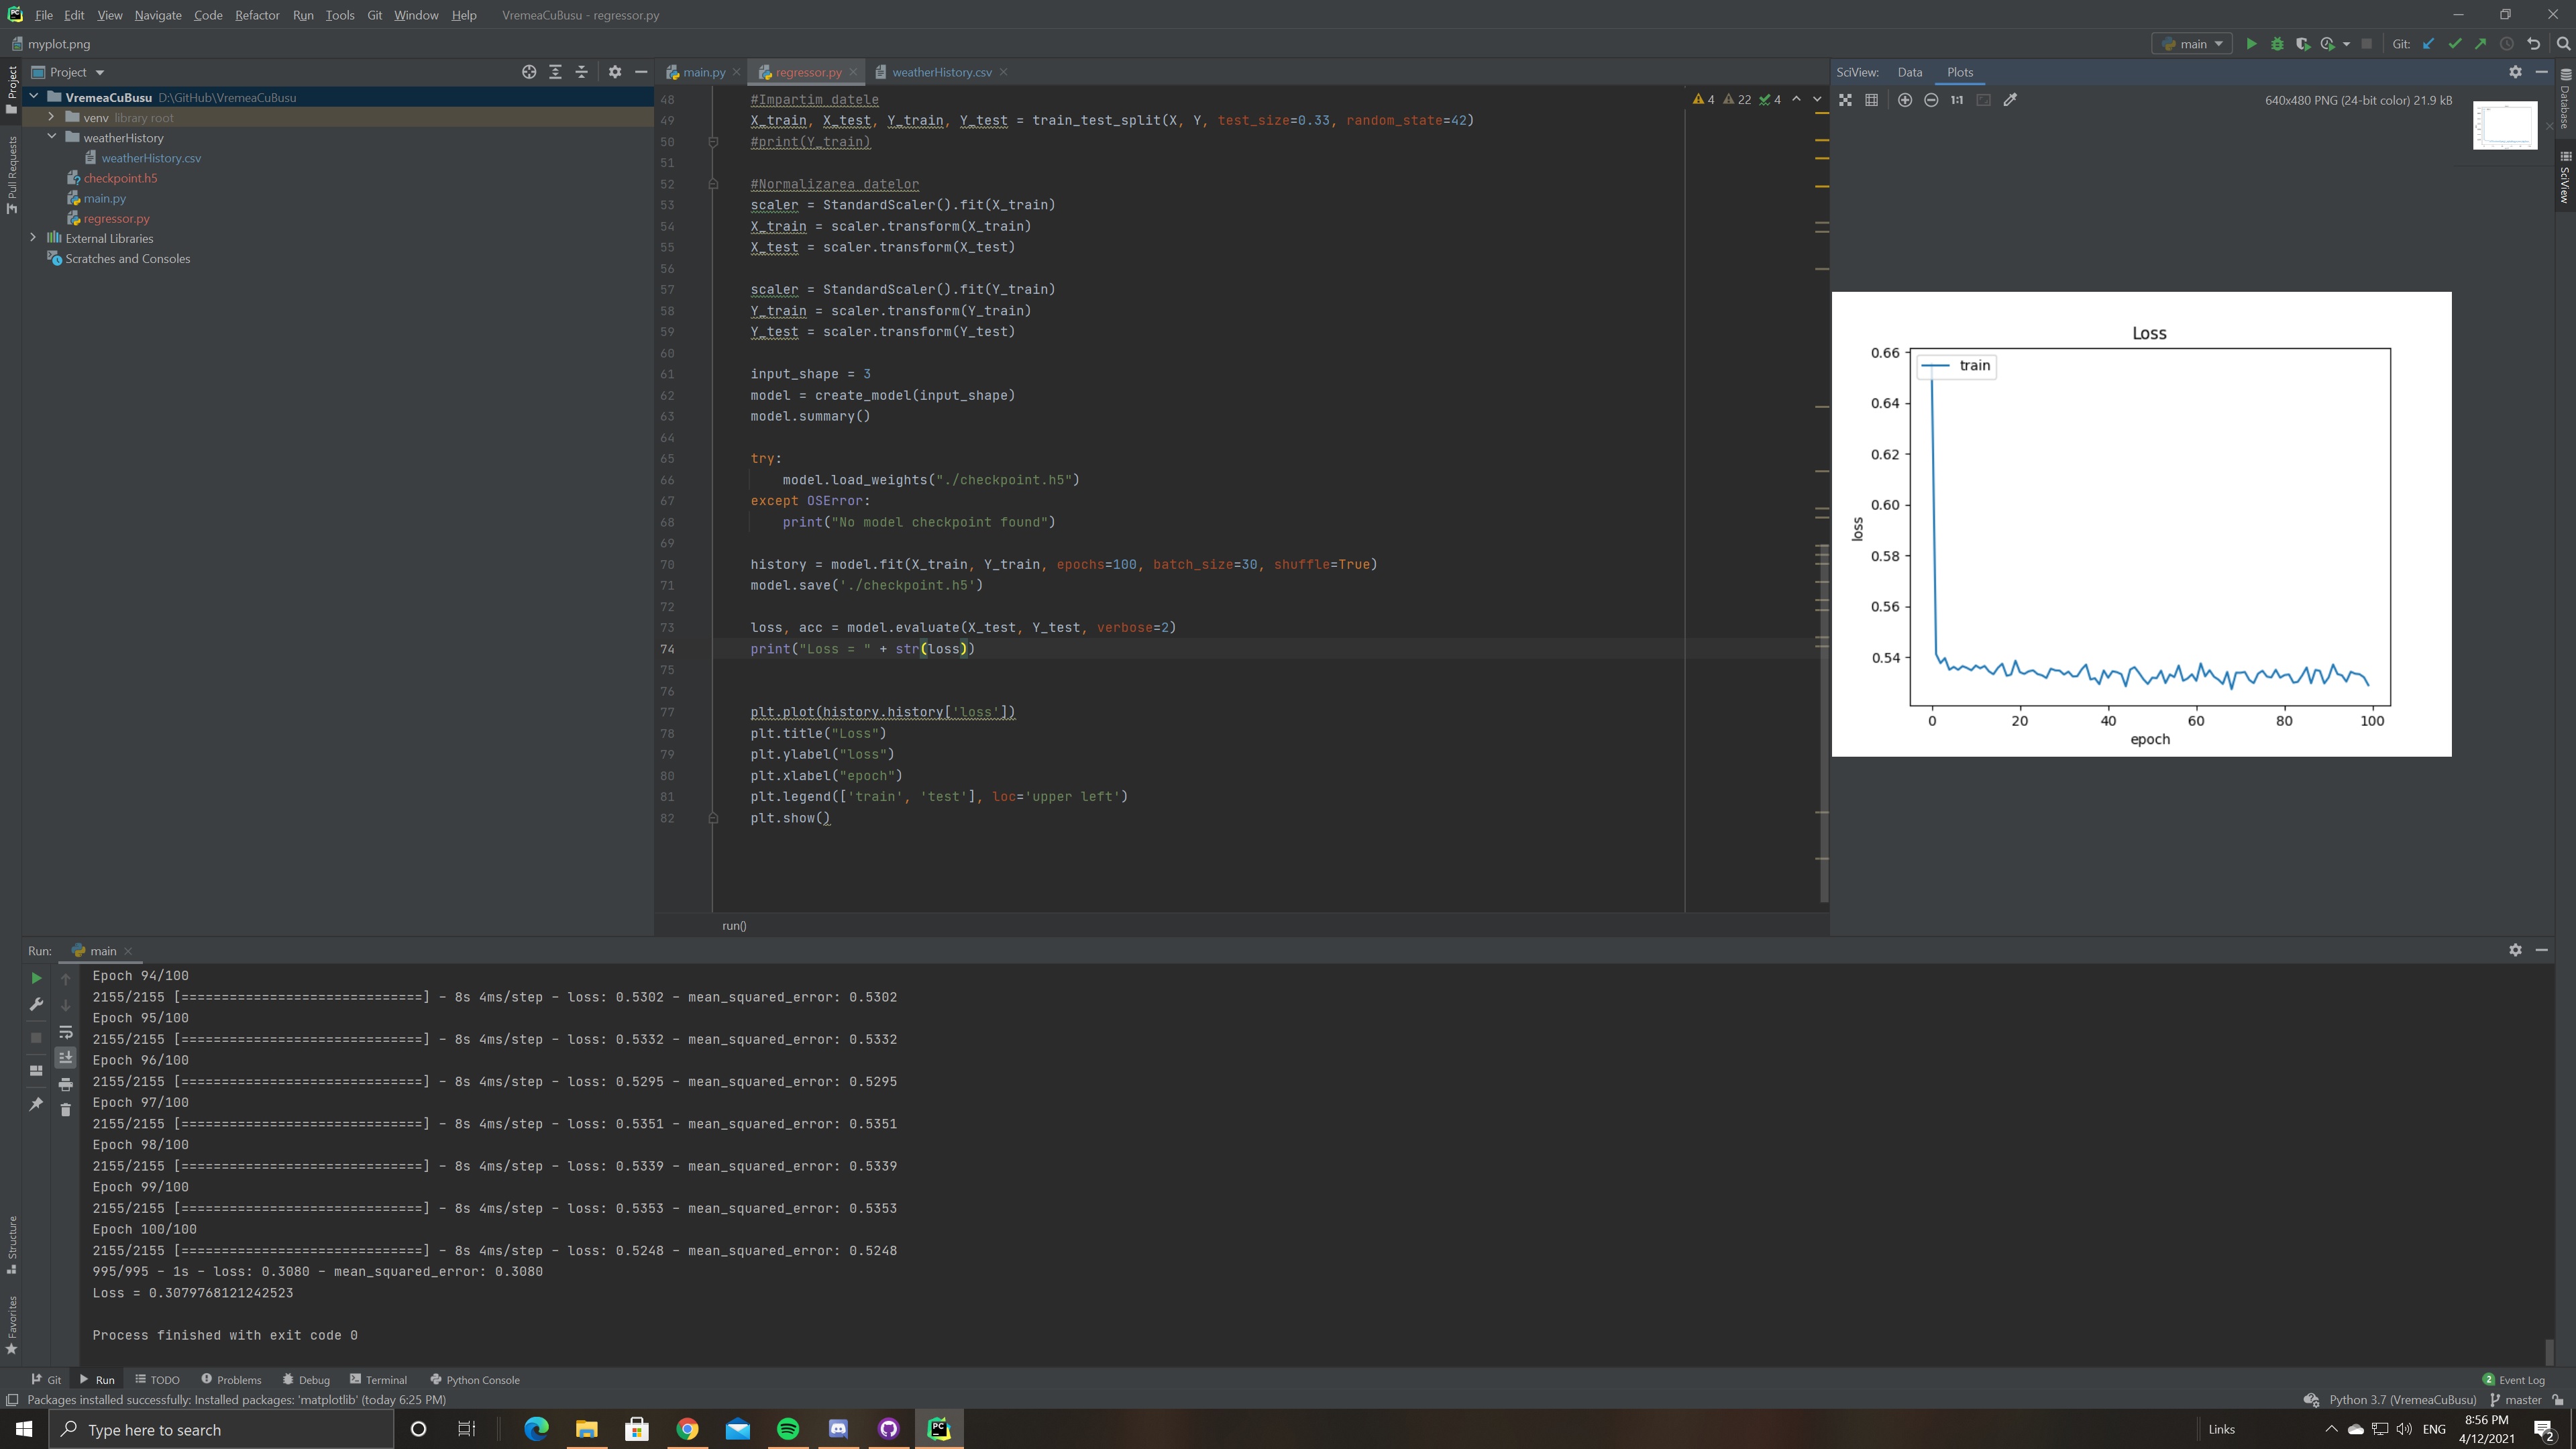 File Edit View Navigate Code Refactor Run Tools Git Window Help VremeaCuBusu - regressor.py
myplot.png
main
Git:
Project
VremeaCuBusu D:\GitHub\VremeaCuBusu
venv library root
weatherHistory
weatherHistory.csv
checkpoint.h5
main.py
regressor.py
External Libraries
Scratches and Consoles
Project
Pull Requests
Structure
Favorites
main.py
regressor.py
weatherHistory.csv
4 22 4
48 #Impartim datele
49 X_train, X_test, Y_train, Y_test = train_test_split(X, Y, test_size=0.33, random_state=42)
50 #print(Y_train)
51
52 #Normalizarea datelor
53 scaler = StandardScaler().fit(X_train)
54 X_train = scaler.transform(X_train)
55 X_test = scaler.transform(X_test)
56
57 scaler = StandardScaler().fit(Y_train)
58 Y_train = scaler.transform(Y_train)
59 Y_test = scaler.transform(Y_test)
60
61 input_shape = 3
62 model = create_model(input_shape)
63 model.summary()
64
65 try:
66 model.load_weights("./checkpoint.h5")
67 except OSError:
68 print("No model checkpoint found")
69
70 history = model.fit(X_train, Y_train, epochs=100, batch_size=30, shuffle=True)
71 model.save('./checkpoint.h5')
72
73 loss, acc = model.evaluate(X_test, Y_test, verbose=2)
74 print("Loss = " + str(loss))
75
76
77 plt.plot(history.history['loss'])
78 plt.title("Loss")
79 plt.ylabel("loss")
80 plt.xlabel("epoch")
81 plt.legend(['train', 'test'], loc='upper left')
82 plt.show()
run()
SciView: Data Plots
1:1
640x480 PNG (24-bit color) 21.9 kB
Database
SciView
Loss
train
0.66
0.64
0.62
0.60
0.58
0.56
0.54
loss
0 20 40 60 80 100
epoch
Run: main
Epoch 94/100
2155/2155 [==============================] - 8s 4ms/step - loss: 0.5302 - mean_squared_error: 0.5302
Epoch 95/100
2155/2155 [==============================] - 8s 4ms/step - loss: 0.5332 - mean_squared_error: 0.5332
Epoch 96/100
2155/2155 [==============================] - 8s 4ms/step - loss: 0.5295 - mean_squared_error: 0.5295
Epoch 97/100
2155/2155 [==============================] - 8s 4ms/step - loss: 0.5351 - mean_squared_error: 0.5351
Epoch 98/100
2155/2155 [==============================] - 8s 4ms/step - loss: 0.5339 - mean_squared_error: 0.5339
Epoch 99/100
2155/2155 [==============================] - 8s 4ms/step - loss: 0.5353 - mean_squared_error: 0.5353
Epoch 100/100
2155/2155 [==============================] - 8s 4ms/step - loss: 0.5248 - mean_squared_error: 0.5248
995/995 - 1s - loss: 0.3080 - mean_squared_error: 0.3080
Loss = 0.3079768121242523
Process finished with exit code 0
Git Run TODO Problems Debug Terminal Python Console
2 Event Log
Packages installed successfully: Installed packages: 'matplotlib' (today 6:25 PM)
Python 3.7 (VremeaCuBusu) master
Type here to search
Links
ENG
8:56 PM
4/12/2021
2